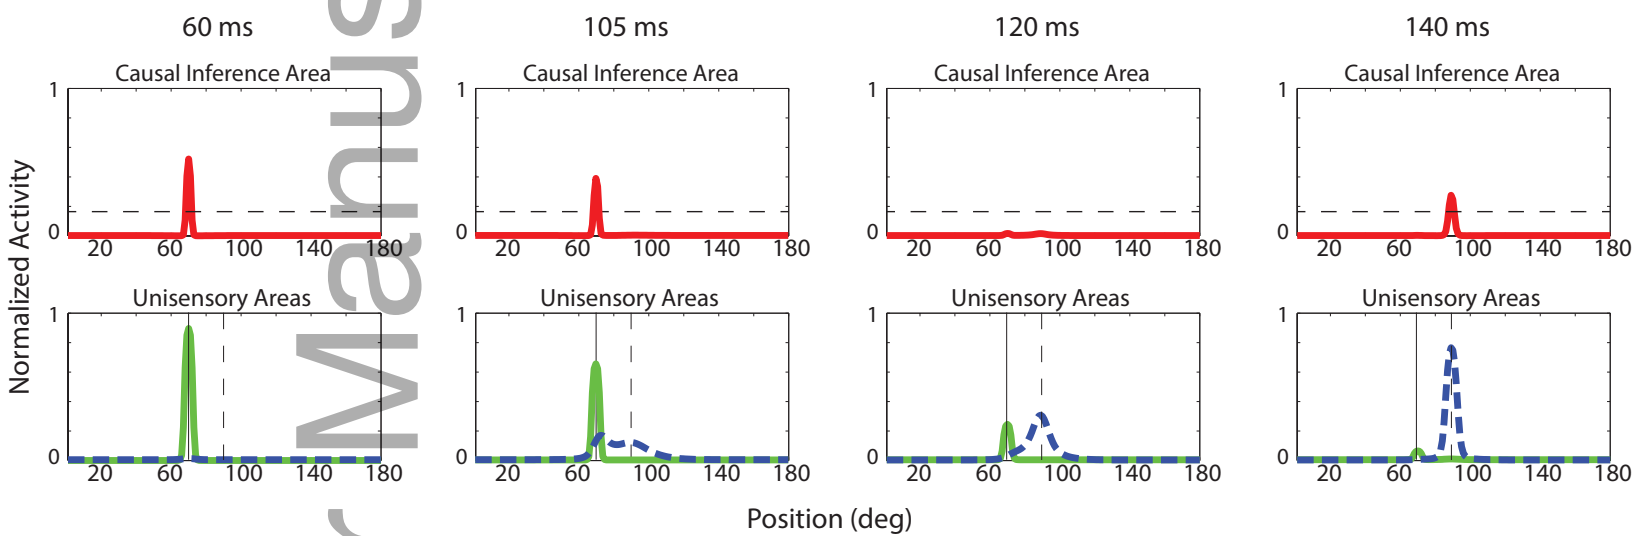 60 ms 105 ms 120 ms 140 ms
Causal Inference Area Causal Inference Area Causal Inference Area Causal Inference Area
1 1 1 1
0 0 0 0
20 60 100 140 180 20 60 100 140 180 20 60 100 140 180 20 60 100 140 180
Normalized Activity
Unisensory Areas Unisensory Areas Unisensory Areas Unisensory Areas
1 1 1 1
0 0 0 0
20 60 100 140 180 20 60 100 140 180 20 60 100 140 180 20 60 100 140 180
Position (deg)
r Manus